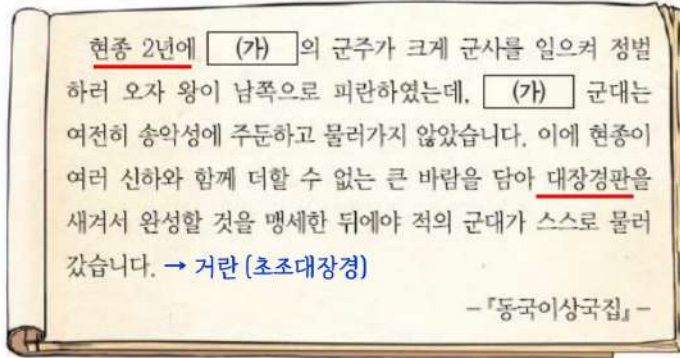 현종 2년에 (가) 의 군주가 크게 군사를 일으켜 정벌
하러 오자 왕이 남쪽으로 피란하였는데, (가) 군대는
여전히 송악성에 주둔하고 물러가지 않았습니다. 이에 현종이
여러 신하와 함께 더할 수 없는 큰 바람을 담아 대장경판을
새겨서 완성할 것을 맹세한 뒤에야 적의 군대가 스스로 물러
갔습니다. → 거란 (초조대장경)
-『동국이상국집』-